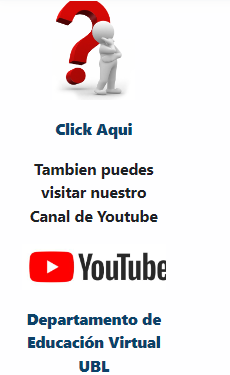 Click Aqui
Tambien puedes
visitar nuestro
Canal de Youtube
YouTube
Departamento de
Educación Virtual
UBL